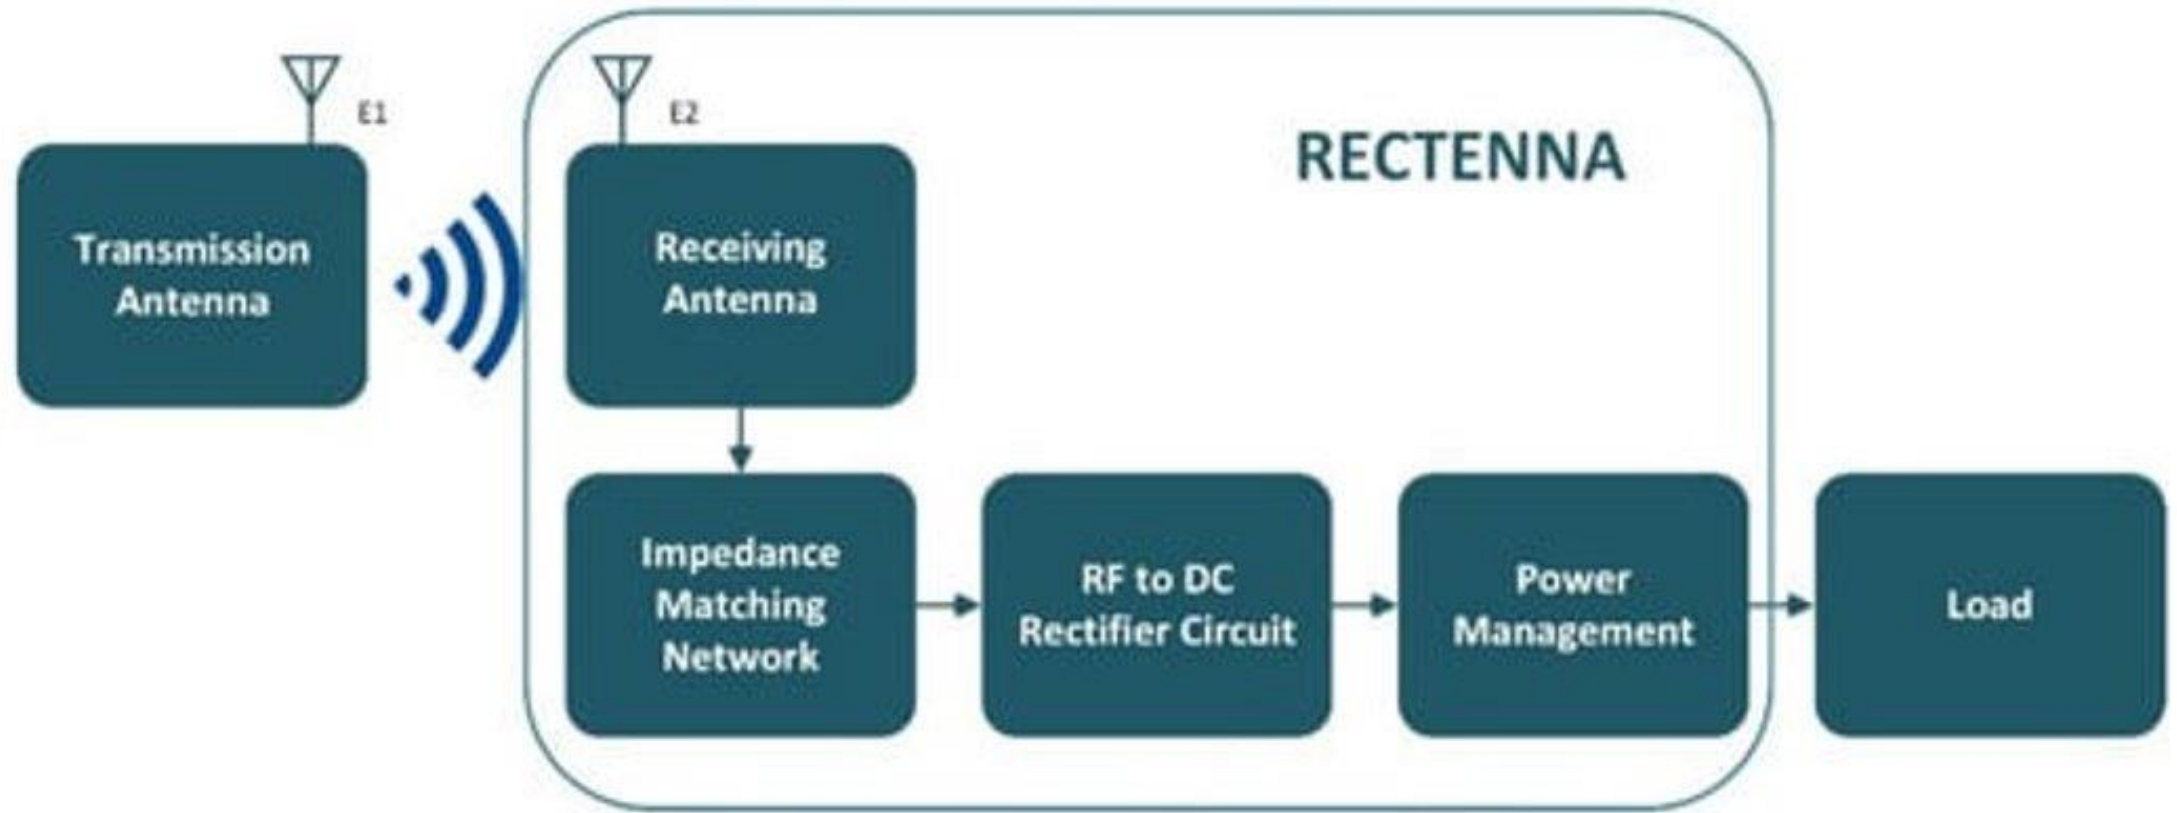 E1
E2
RECTENNA
Transmission
Antenna
Receiving
Antenna
Impedance
Matching
Network
RF to DC
Rectifier Circuit
Power
Management
Load